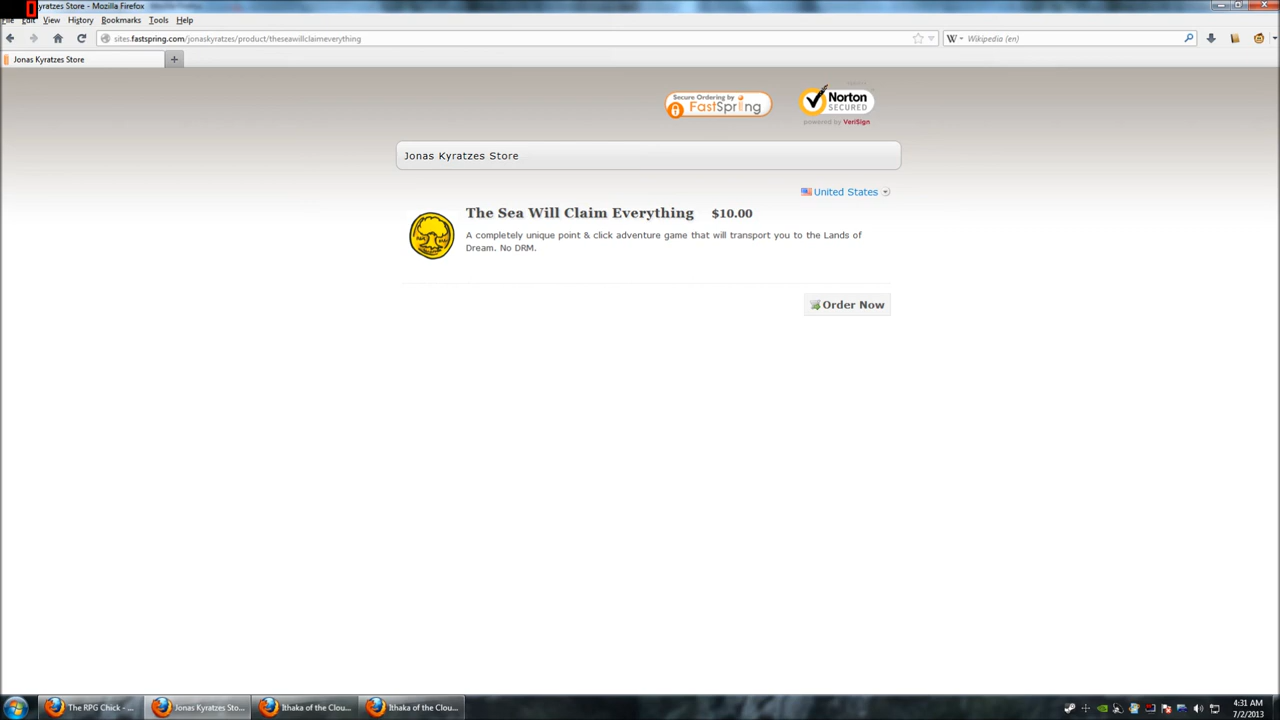 yratzes Store - Mozilla Firefox
File Edit View History Bookmarks Tools Help
sites.fastspring.com/jonaskyratzes/product/theseawillclaimeverything
Wikipedia (en)
Jonas Kyratzes Store
Secure Ordering by
FastSpring
Norton
SECURED
powered by VeriSign
Jonas Kyratzes Store
United States
The Sea Will Claim Everything $10.00
A completely unique point & click adventure game that will transport you to the Lands of
Dream. No DRM.
Order Now
The RPG Chick - ...
Jonas Kyratzes Sto...
Ithaka of the Clou...
Ithaka of the Clou...
4:31 AM
7/2/2013